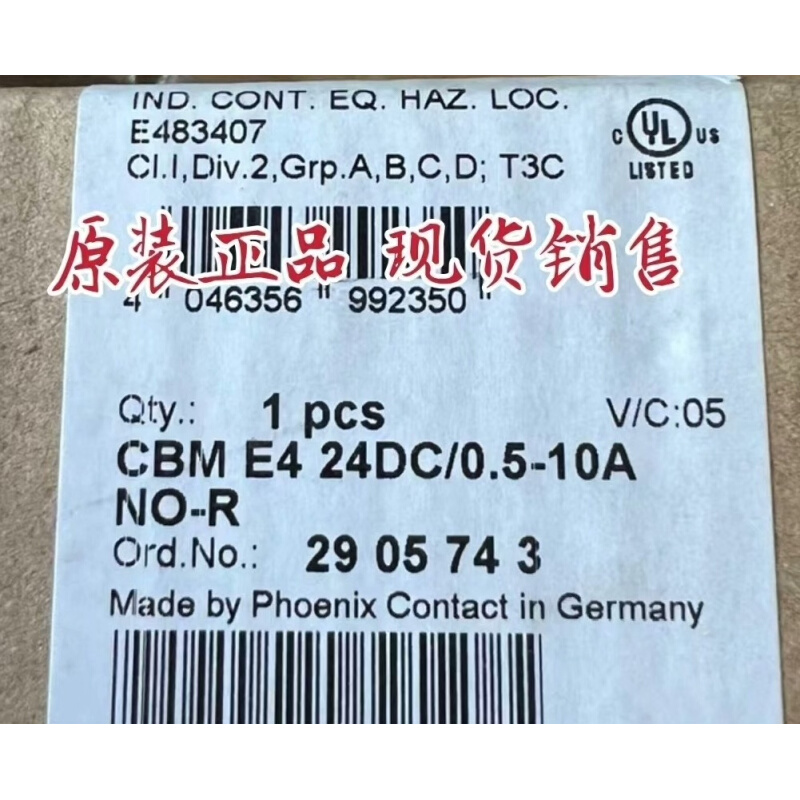 IND. CONT. EQ. HAZ. LOC.
E483407
Cl.I,Div.2,Grp.A,B,C,D; T3C
C UL US
LISTED
原装正品 现货销售
4 046356 992350
Qty.: 1 pcs V/C:05
CBM E4 24DC/0.5-10A
NO-R
Ord.No.: 29 05 74 3
Made by Phoenix Contact in Germany